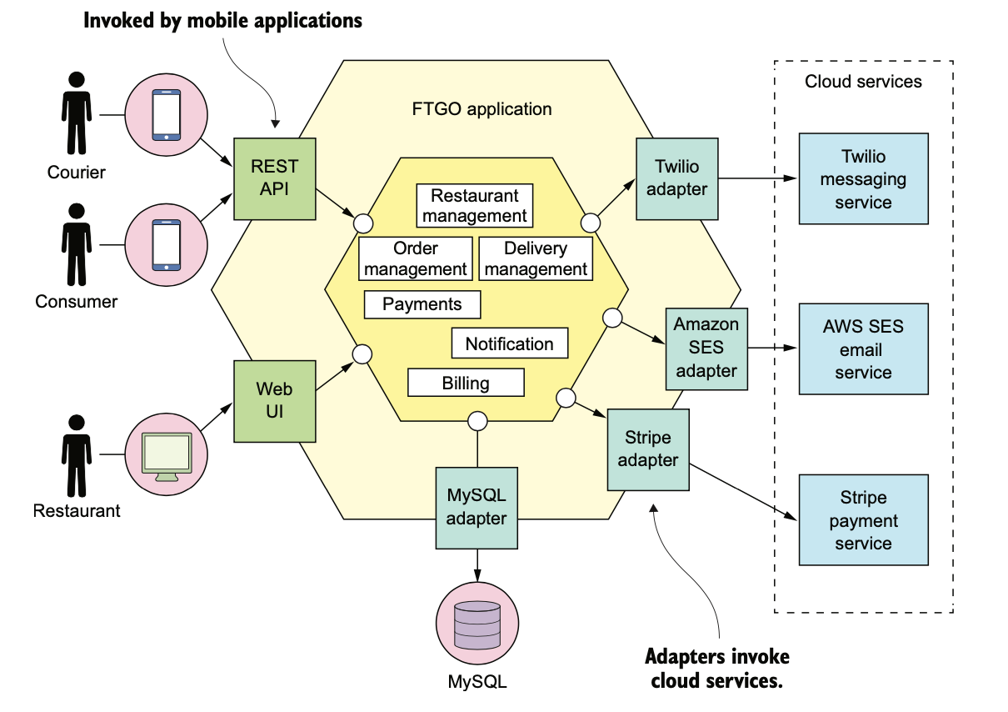 Invoked by mobile applications
Courier
Consumer
Restaurant
REST
API
Web
UI
FTGO application
Restaurant
management
Order
management
Delivery
management
Payments
Notification
Billing
MySQL
adapter
MySQL
Twilio
adapter
Amazon
SES
adapter
Stripe
adapter
Cloud services
Twilio
messaging
service
AWS SES
email
service
Stripe
payment
service
Adapters invoke
cloud services.